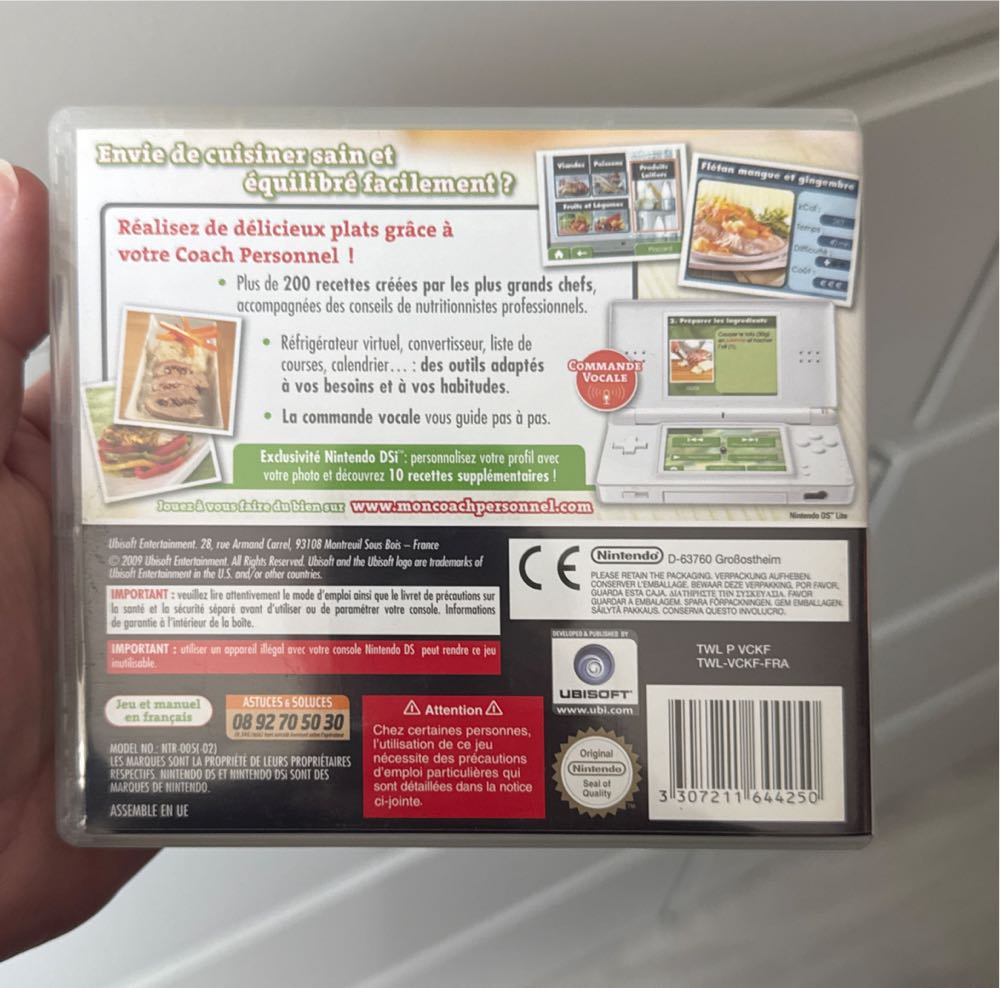 Envie de cuisiner sain et
équilibré facilement ?
Réalisez de délicieux plats grâce à
votre Coach Personnel !
• Plus de 200 recettes créées par les plus grands chefs,
accompagnées des conseils de nutritionnistes professionnels.
• Réfrigérateur virtuel, convertisseur, liste de
courses, calendrier... : des outils adaptés
à vos besoins et à vos habitudes.
• La commande vocale vous guide pas à pas.
Exclusivité Nintendo DSi™ : personnalisez votre profil avec
votre photo et découvrez 10 recettes supplémentaires !
Jouez à vous faire du bien sur www.moncoachpersonnel.com
Viandes Poissons Produits
Laitiers
Fruits et Légumes
Flétan mangue et gingembre
kCal :
Temps :
Difficulté :
Coût :
€€€
COMMANDE
VOCALE
2. Préparer les ingrédients
Nintendo DS™ Lite
Ubisoft Entertainment. 28, rue Armand Carrel, 93108 Montreuil Sous Bois – France
© 2009 Ubisoft Entertainment. All Rights Reserved. Ubisoft and the Ubisoft logo are trademarks of
Ubisoft Entertainment in the U.S. and/or other countries.
IMPORTANT : veuillez lire attentivement le mode d'emploi ainsi que le livret de précautions sur
la santé et la sécurité séparé avant d'utiliser ou de paramétrer votre console. Informations
de garantie à l'intérieur de la boîte.
IMPORTANT : utiliser un appareil illégal avec votre console Nintendo DS peut rendre ce jeu
inutilisable.
CE Nintendo D-63760 Großostheim
PLEASE RETAIN THE PACKAGING. VERPACKUNG AUFHEBEN.
CONSERVER L'EMBALLAGE. BEWAAR DEZE VERPAKKING. POR FAVOR,
GUARDA ESTA CAJA. ΔΙΑΤΗΡΗΣΤΕ ΤΗΝ ΣΥΣΚΕΥΑΣΙΑ. FAVOR
GUARDAR A EMBALAGEM. SPARA FÖRPACKNINGEN. GEM EMBALLAGEN.
SÄILYTÄ PAKKAUS. CONSERVA QUESTO INVOLUCRO.
DEVELOPED & PUBLISHED BY
UBISOFT
www.ubi.com
TWL P VCKF
TWL-VCKF-FRA
Jeu et manuel
en français
ASTUCES & SOLUCES
08 92 70 50 30
MODEL NO : NTR-005(-02)
LES MARQUES SONT LA PROPRIÉTÉ DE LEURS PROPRIÉTAIRES
RESPECTIFS. NINTENDO DS ET NINTENDO DSi SONT DES
MARQUES DE NINTENDO.
ASSEMBLE EN UE
⚠ Attention ⚠
Chez certaines personnes,
l'utilisation de ce jeu
nécessite des précautions
d'emploi particulières qui
sont détaillées dans la notice
ci-jointe.
Original
Nintendo
Seal of
Quality
3 307211 644250